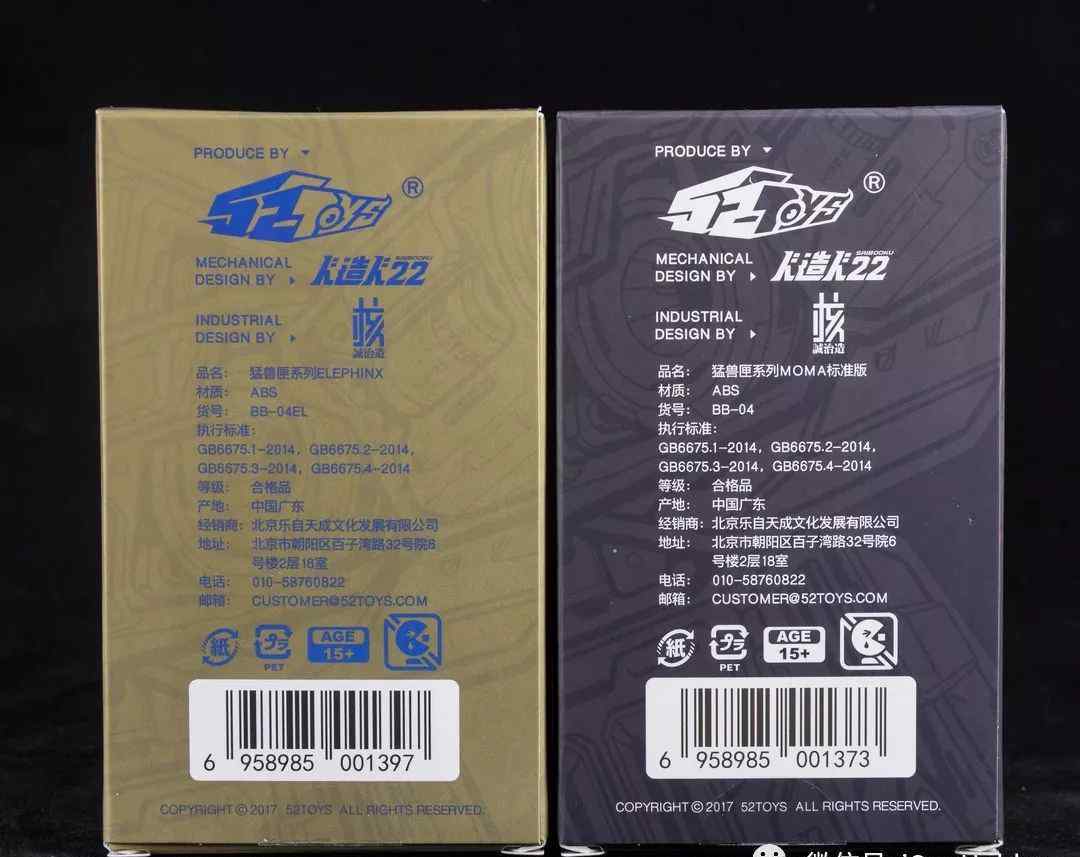 PRODUCE BY
52TOYS ®
MECHANICAL
DESIGN BY
人造人22
SAIBOOKU
INDUSTRIAL
DESIGN BY
核
誠治造
品名: 猛兽匣系列ELEPHINX
材质: ABS
货号: BB-04EL
执行标准:
GB6675.1-2014, GB6675.2-2014,
GB6675.3-2014, GB6675.4-2014
等级: 合格品
产地: 中国广东
经销商: 北京乐自天成文化发展有限公司
地址: 北京市朝阳区百子湾路32号院6
号楼2层18室
电话: 010-58760822
邮箱: CUSTOMER@52TOYS.COM
紙
プラ
PET
AGE
15+
6 958985 001397
COPYRIGHT © 2017 52TOYS ALL RIGHTS RESERVED.
PRODUCE BY
52TOYS ®
MECHANICAL
DESIGN BY
人造人22
SAIBOOKU
INDUSTRIAL
DESIGN BY
核
誠治造
品名: 猛兽匣系列MOMA标准版
材质: ABS
货号: BB-04
执行标准:
GB6675.1-2014, GB6675.2-2014,
GB6675.3-2014, GB6675.4-2014
等级: 合格品
产地: 中国广东
经销商: 北京乐自天成文化发展有限公司
地址: 北京市朝阳区百子湾路32号院6
号楼2层18室
电话: 010-58760822
邮箱: CUSTOMER@52TOYS.COM
紙
プラ
PET
AGE
15+
6 958985 001373
COPYRIGHT © 2017 52TOYS ALL RIGHTS RESERVED.